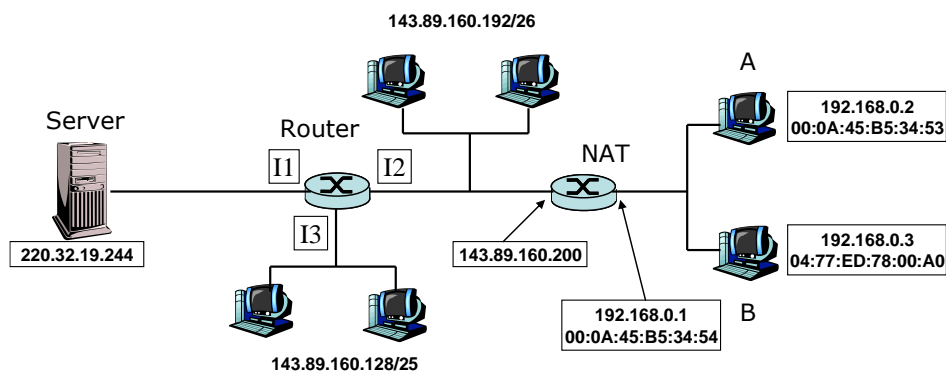 143.89.160.192/26
A
Server
Router
NAT
192.168.0.2
00:0A:45:B5:34:53
I1
I2
I3
220.32.19.244
143.89.160.200
192.168.0.3
04:77:ED:78:00:A0
192.168.0.1
00:0A:45:B5:34:54
B
143.89.160.128/25